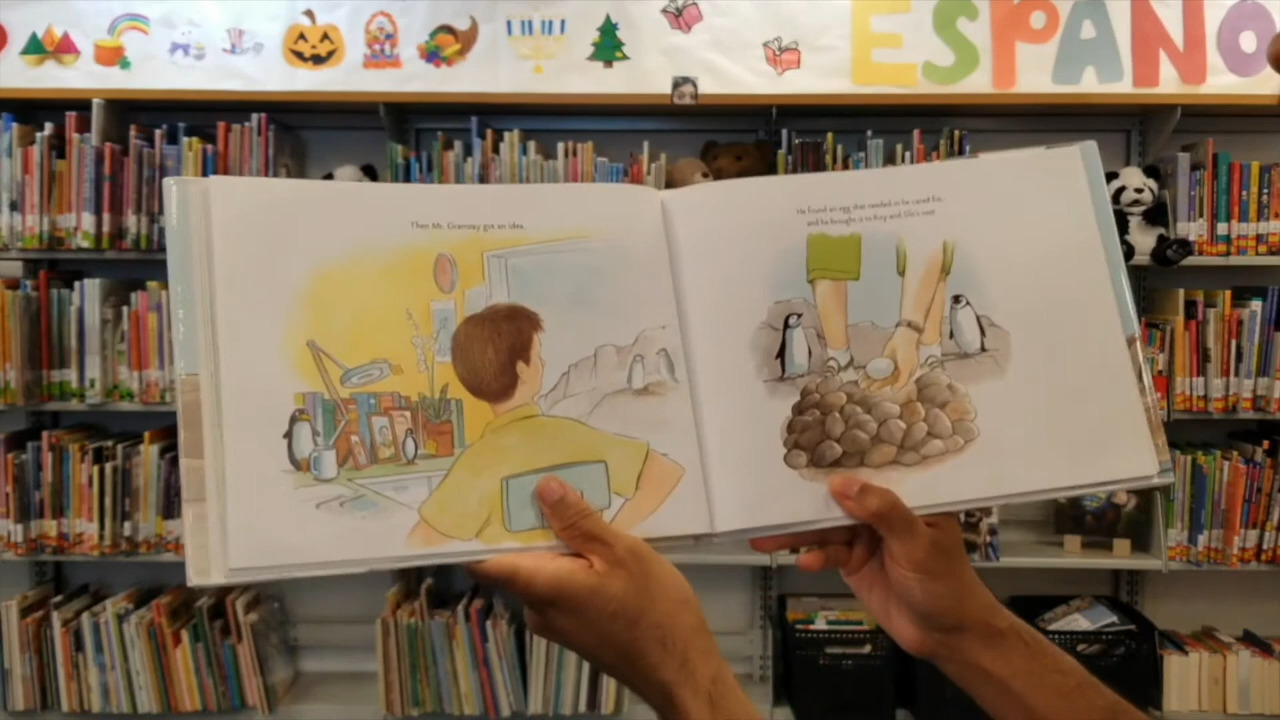 ESPAÑO
Then Mr. Gramzay got an idea.
He found an egg that needed to be cared for,
and he brought it to Roy and Silo's nest